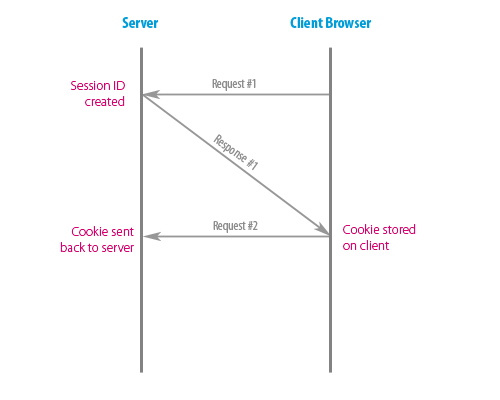 Server
Client Browser
Request #1
Session ID
created
Response #1
Request #2
Cookie sent
back to server
Cookie stored
on client